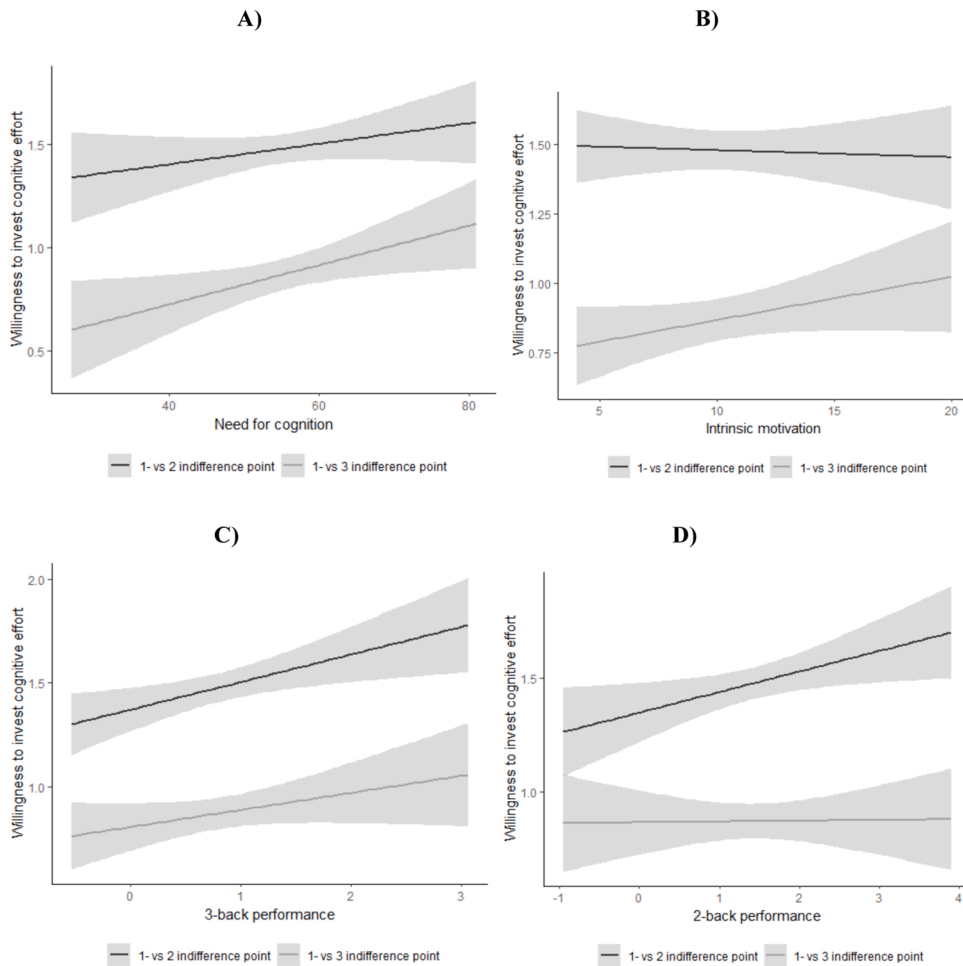 A)
Willingness to invest cognitive effort
1.5
1.0
0.5
40 60 80
Need for cognition
1- vs 2 indifference point 1- vs 3 indifference point
B)
Willingness to invest cognitive effort
1.50
1.25
1.00
0.75
5 10 15 20
Intrinsic motivation
1- vs 2 indifference point 1- vs 3 indifference point
C)
Willingness to invest cognitive effort
2.0
1.5
1.0
0 1 2 3
3-back performance
1- vs 2 indifference point 1- vs 3 indifference point
D)
Willingness to invest cognitive effort
1.5
1.0
-1 0 1 2 3 4
2-back performance
1- vs 2 indifference point 1- vs 3 indifference point